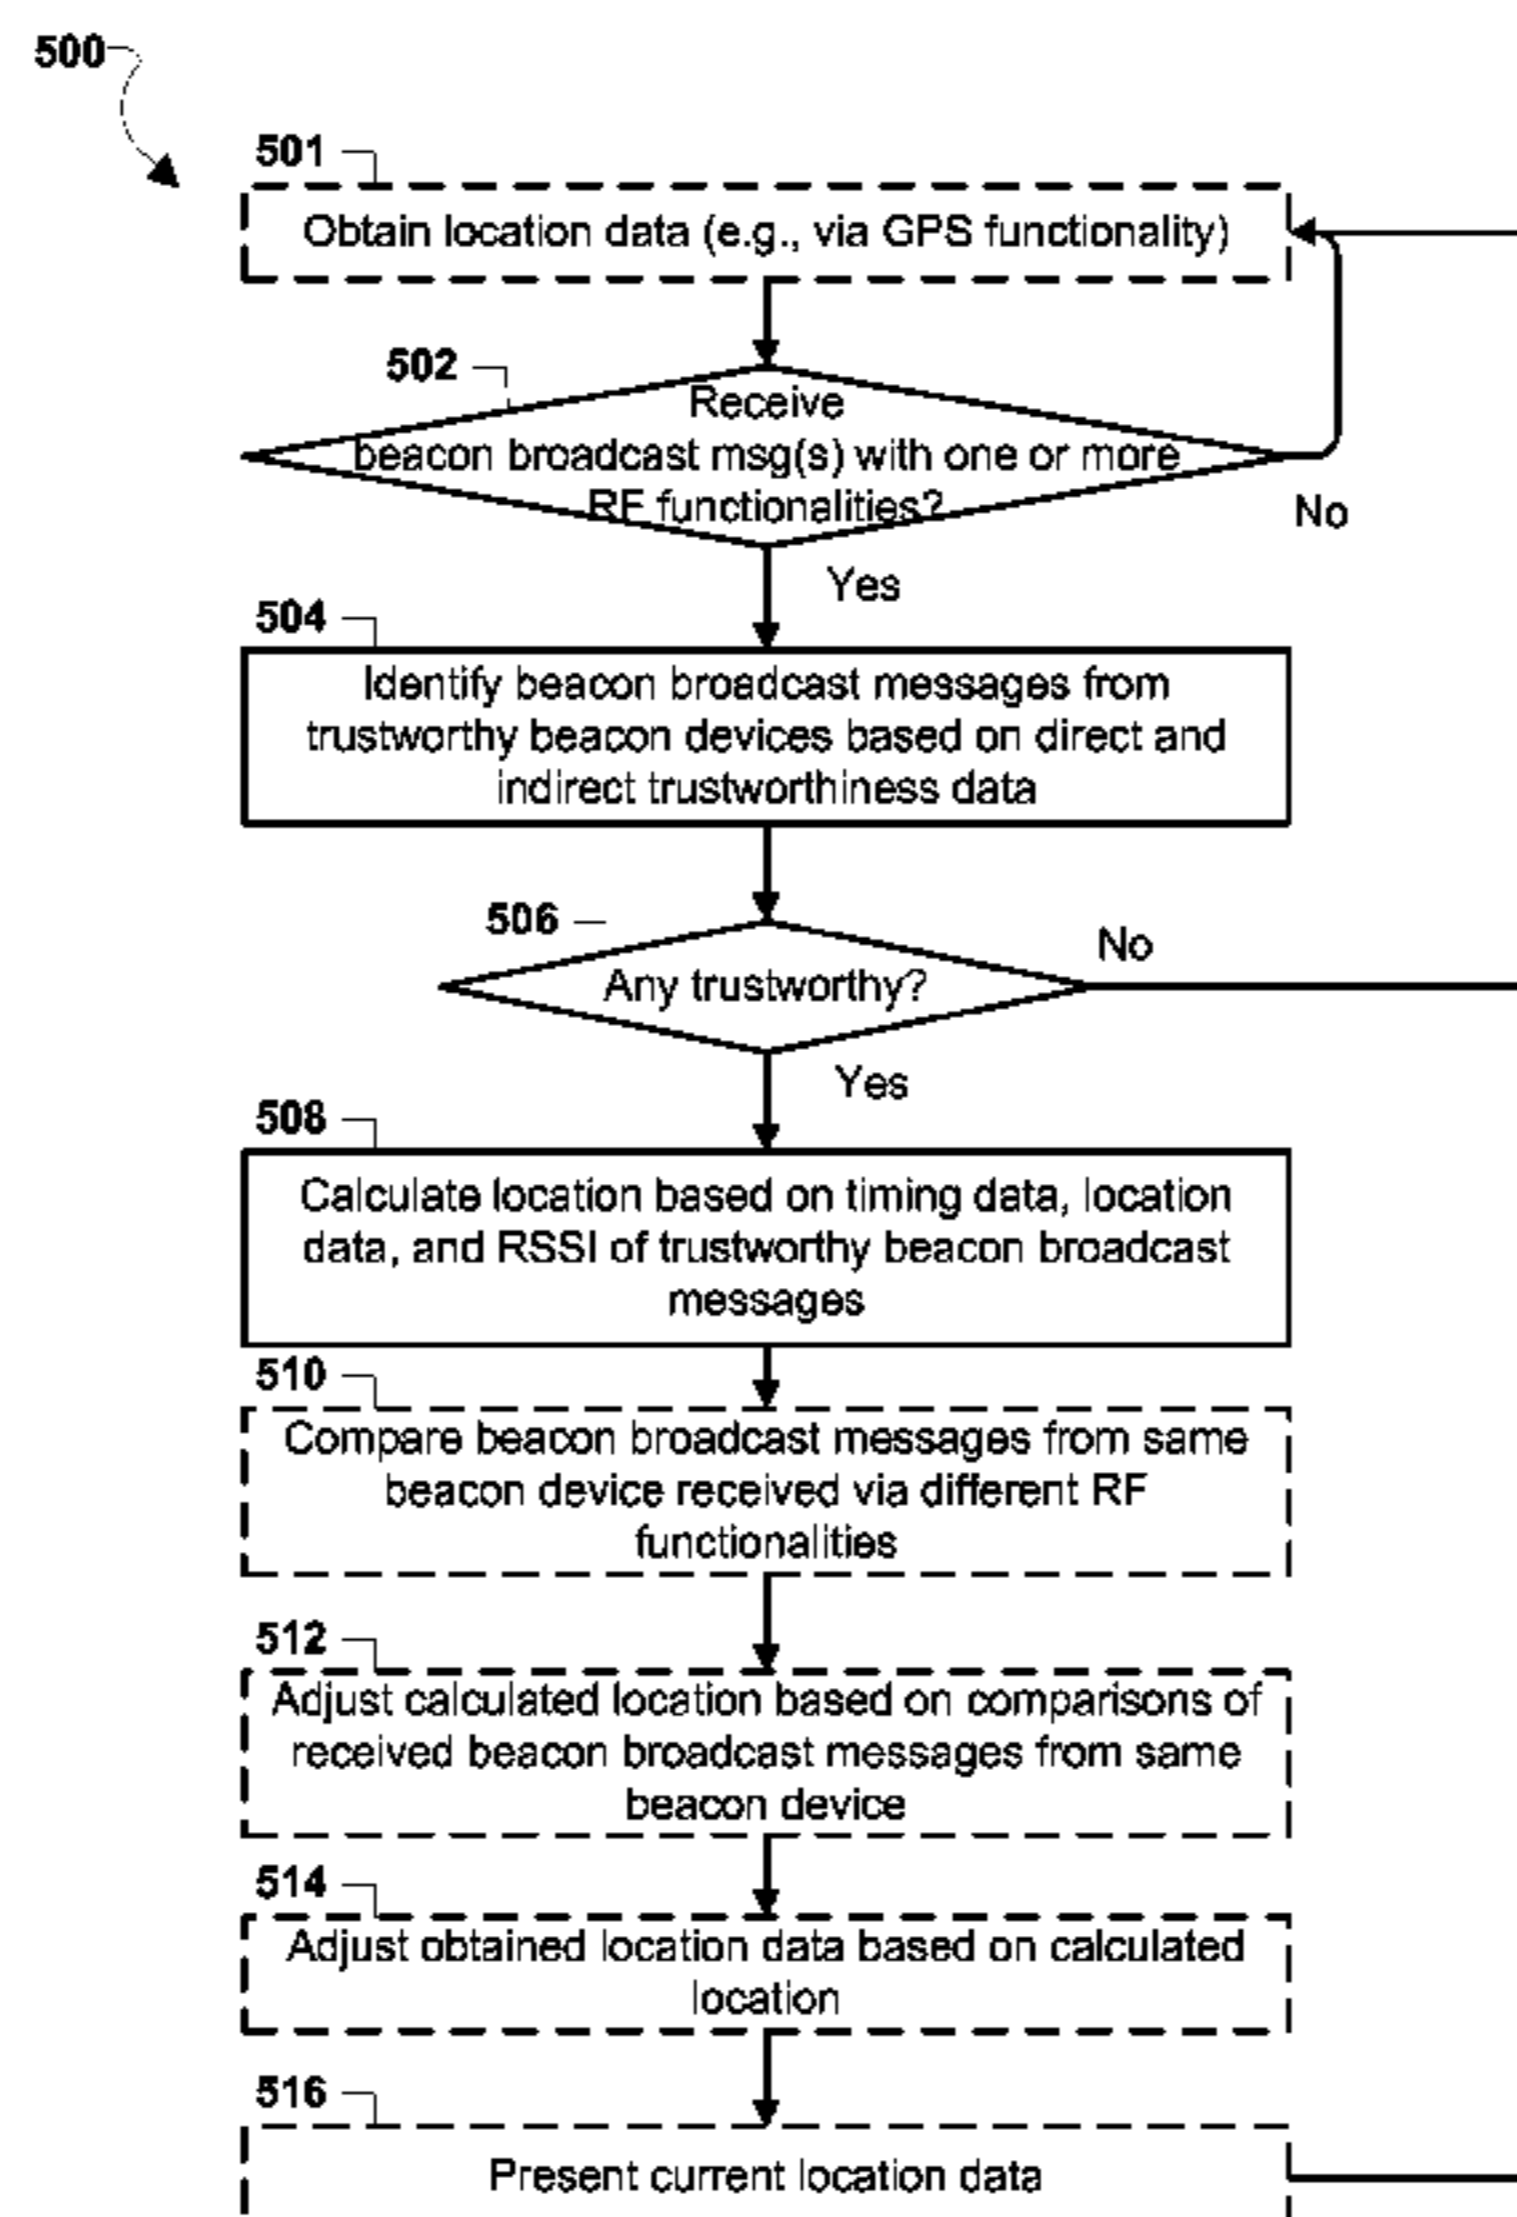 500
501
Obtain location data (e.g., via GPS functionality)
502
Receive
beacon broadcast msg(s) with one or more
RF functionalities?
No
Yes
504
Identify beacon broadcast messages from
trustworthy beacon devices based on direct and
indirect trustworthiness data
506
No
Any trustworthy?
Yes
508
Calculate location based on timing data, location
data, and RSSI of trustworthy beacon broadcast
messages
510
Compare beacon broadcast messages from same
beacon device received via different RF
functionalities
512
Adjust calculated location based on comparisons of
received beacon broadcast messages from same
beacon device
514
Adjust obtained location data based on calculated
location
516
Present current location data